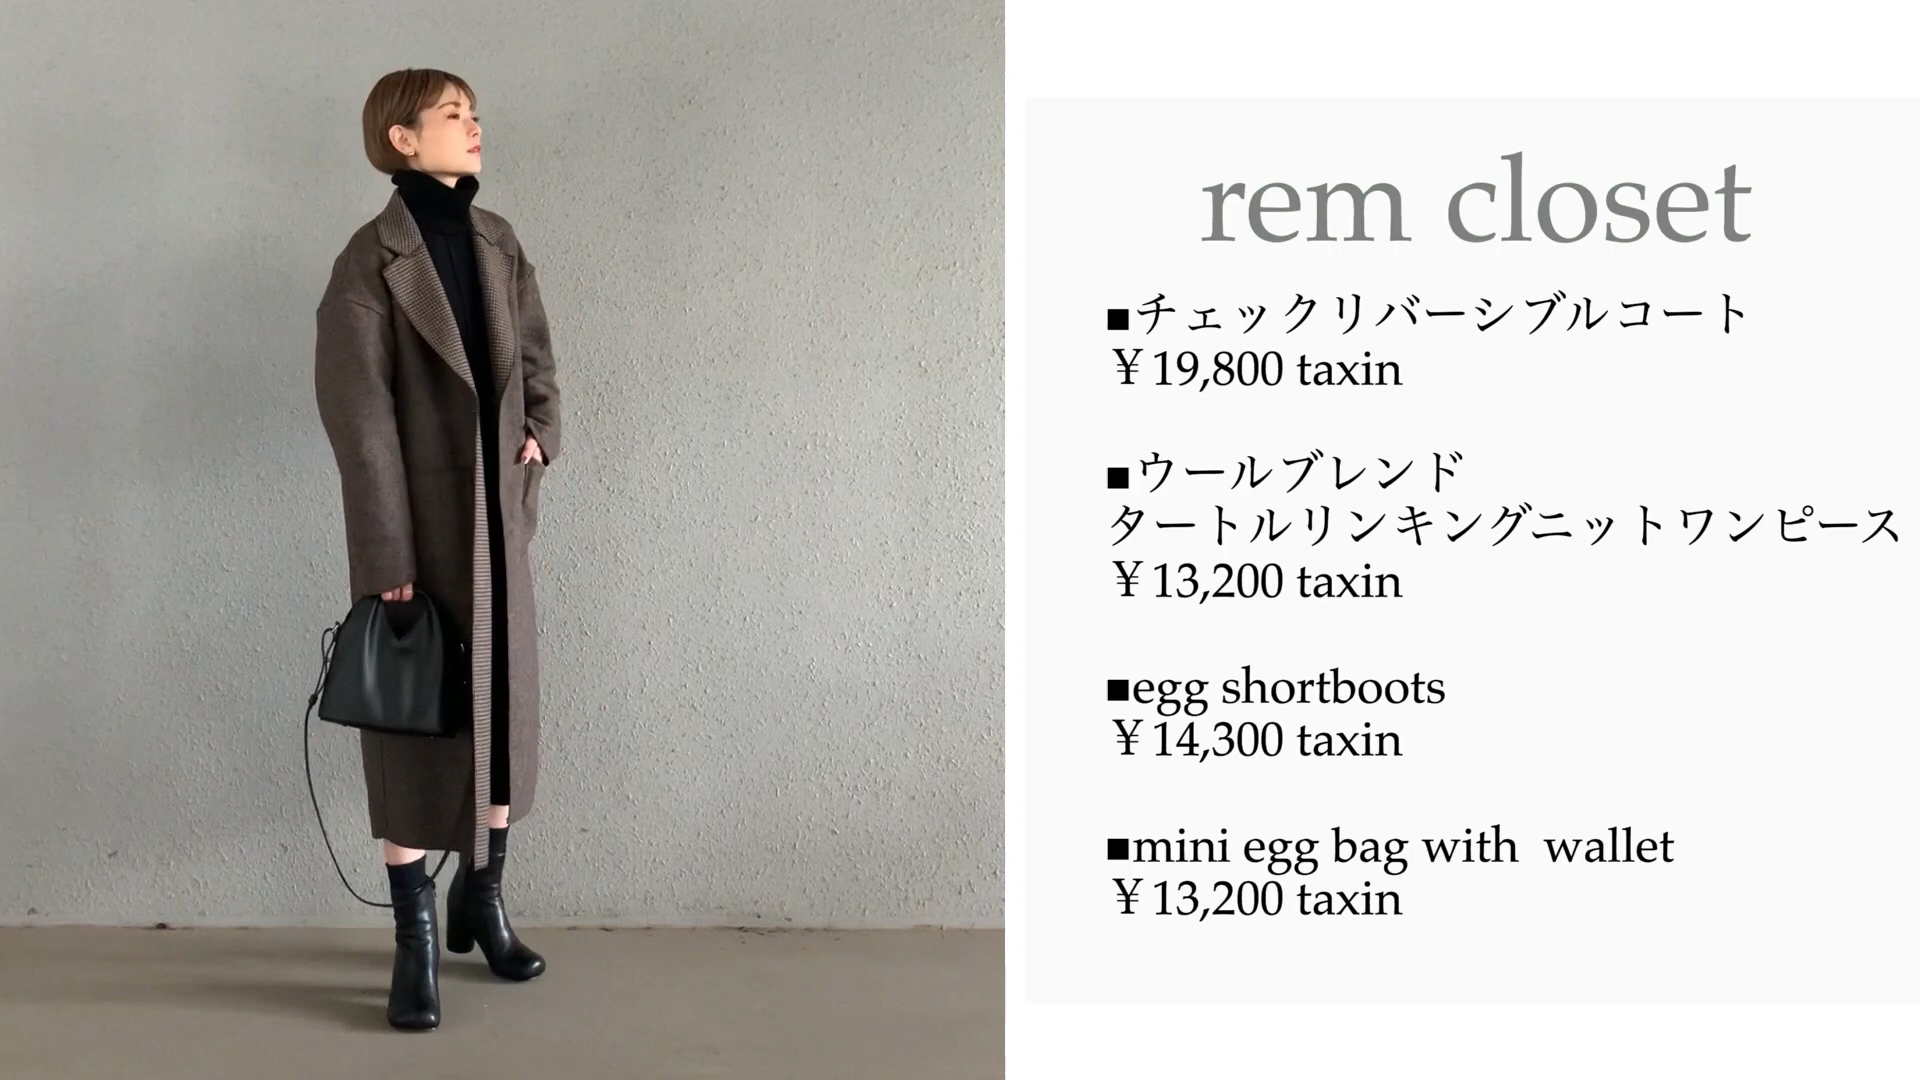 rem closet
■チェックリバーシブルコート
￥19,800 taxin
■ウールブレンド
タートルリンキングニットワンピース
￥13,200 taxin
■egg shortboots
￥14,300 taxin
■mini egg bag with  wallet
￥13,200 taxin